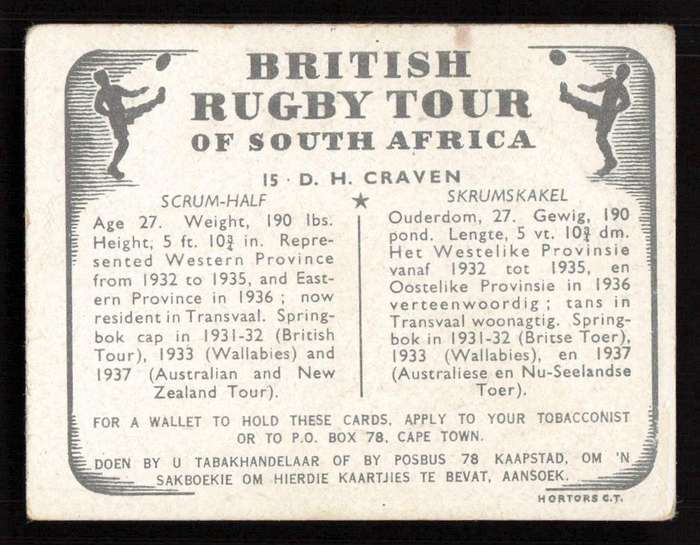 BRITISH
RUGBY TOUR
OF SOUTH AFRICA
15 · D. H. CRAVEN
SCRUM-HALF
Age 27. Weight, 190 lbs.
Height, 5 ft. 10¾ in. Repre-
sented Western Province
from 1932 to 1935, and East-
ern Province in 1936 ; now
resident in Transvaal. Spring-
bok cap in 1931-32 (British
Tour), 1933 (Wallabies) and
1937 (Australian and New
Zealand Tour).
SKRUMSKAKEL
Ouderdom, 27. Gewig, 190
pond. Lengte, 5 vt. 10¾ dm.
Het Westelike Provinsie
vanaf 1932 tot 1935, en
Oostelike Provinsie in 1936
verteenwoordig ; tans in
Transvaal woonagtig. Spring-
bok in 1931-32 (Britse Toer),
1933 (Wallabies), en 1937
(Australiese en Nu-Seelandse
Toer).
FOR A WALLET TO HOLD THESE CARDS, APPLY TO YOUR TOBACCONIST
OR TO P.O. BOX 78, CAPE TOWN.
DOEN BY U TABAKHANDELAAR OF BY POSBUS 78 KAAPSTAD, OM 'N
SAKBOEKIE OM HIERDIE KAARTJIES TE BEVAT, AANSOEK.
HORTORS C.T.